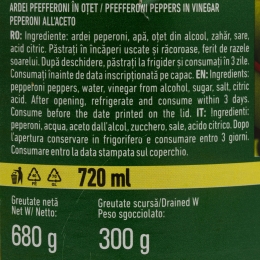 ARDEI PFEFFERONI ÎN OȚET / PFEFFERONI PEPPERS IN VINEGAR
PEPERONI ALL'ACETO
RO: Ingrediente: ardei peperoni, apă, oțet din alcool, zahăr, sare,
acid citric. Păstrați în încăperi uscate și răcoroase, ferit de razele
soarelui. După deschidere, păstrați la frigider și consumați în 3 zile.
Consumați înainte de data inscripționată pe capac. EN: Ingredients:
peppetoni peppers, water, vinegar from alcohol, sugar, salt, citric
acid. After opening, refrigerate and consume within 3 days.
Consume before the date printed on the lid. IT: Ingredienti:
peperoni, acqua, aceto dall'alcol, zucchero, sale, acido citrico. Dopo
l'apertura conservare in frigorifero e consumare entro 3 giorni.
Consumare entro la data stampata sul coperchio.
720 ml
Greutate netă
Net W/ Netto:
680 g
Greutate scursă/Drained W
Peso sgocciolato:
300 g